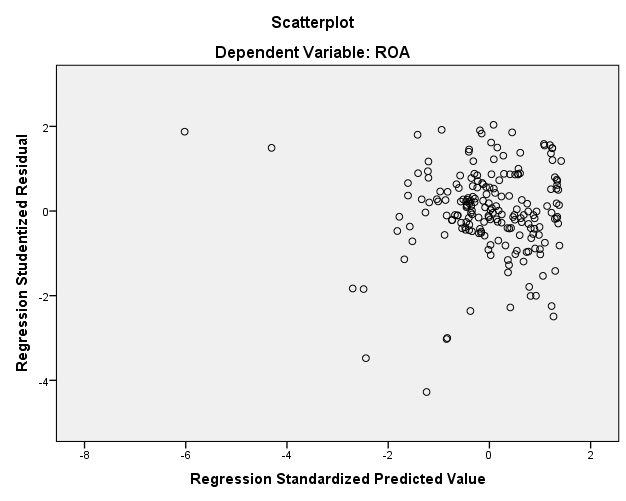 Scatterplot
Dependent Variable: ROA
Regression Studentized Residual
2
0
-2
-4
-8
-6
-4
-2
0
2
Regression Standardized Predicted Value